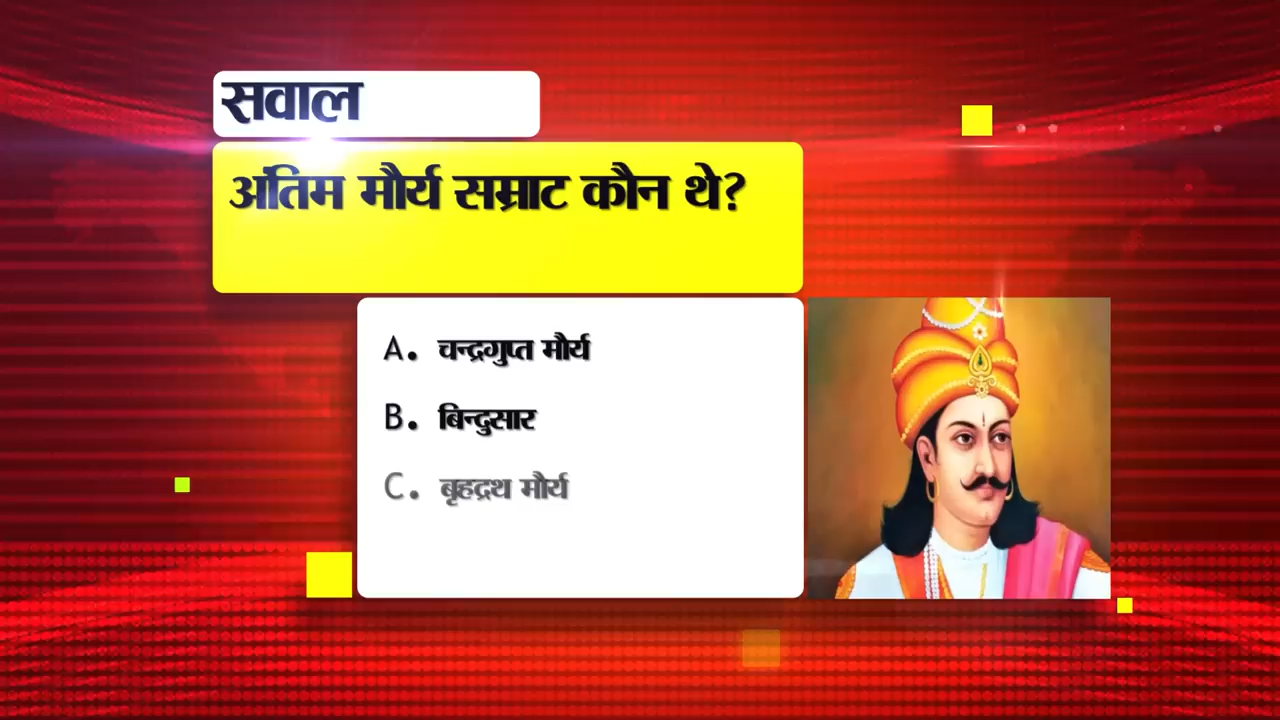 सवाल
अंतिम मौर्य सम्राट कौन थे?
A. चन्द्रगुप्त मौर्य
B. बिन्दुसार
C. बृहद्रथ मौर्य